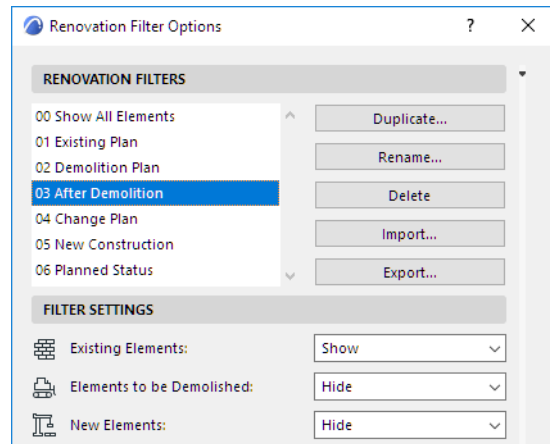 Renovation Filter Options
?
RENOVATION FILTERS
00 Show All Elements
01 Existing Plan
02 Demolition Plan
03 After Demolition
04 Change Plan
05 New Construction
06 Planned Status
Duplicate...
Rename...
Delete
Import...
Export...
FILTER SETTINGS
Existing Elements: Show
Elements to be Demolished: Hide
New Elements: Hide